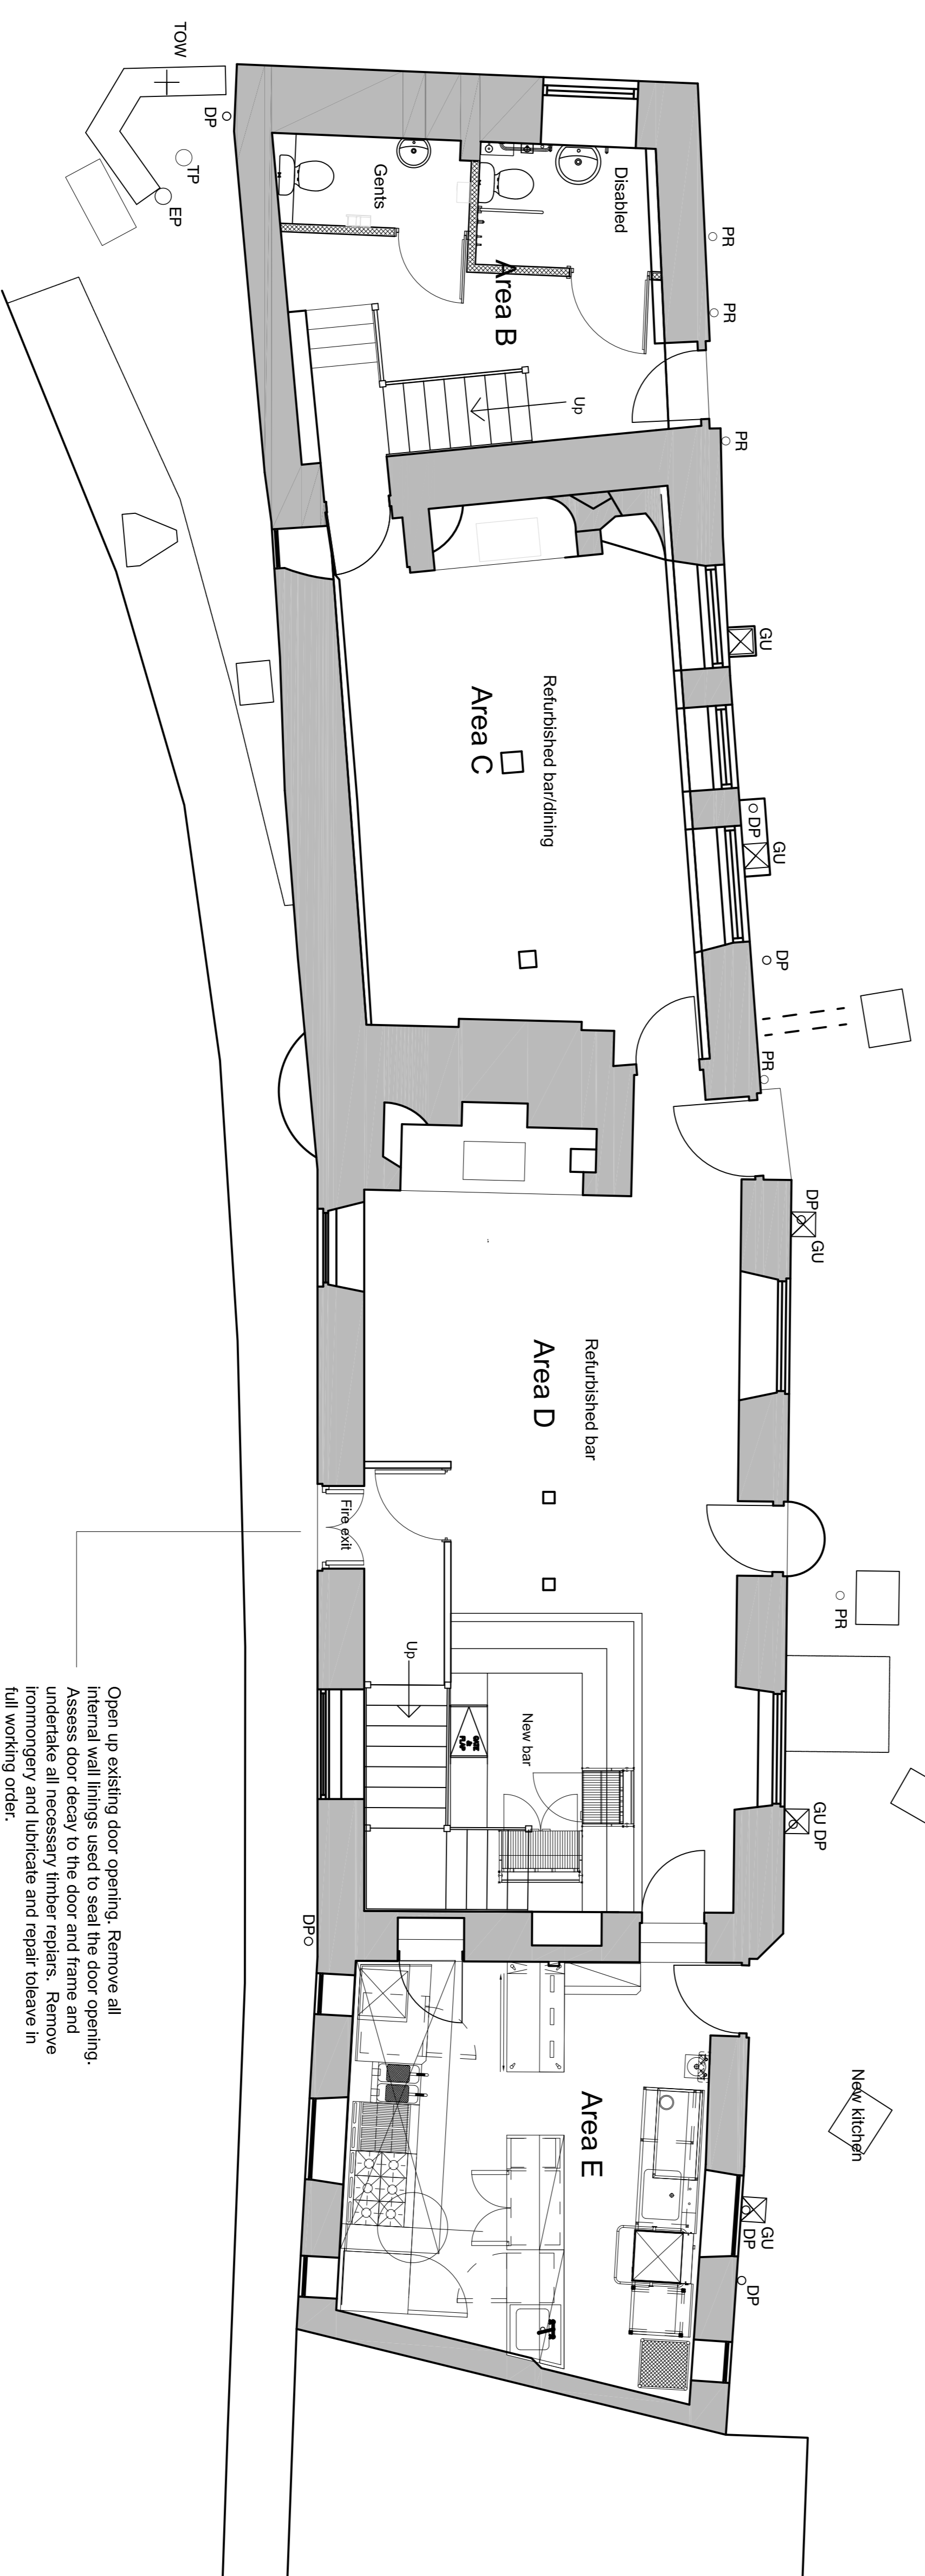 TOW
DP
TP
EP
Gents
Disabled
PR
PR
PR
Area B
Up
GU
DP
GU
DP
PR
Refurbished bar/dining
Area C
DP
GU
Refurbished bar
Area D
Fire exit
PR
Up
New bar
GU DP
DP
Area E
New kitchen
GU
DP
DP
Open up existing door opening. Remove all
internal wall linings used to seal the door opening.
Assess door decay to the door and frame and
undertake all necessary timber repiars. Remove
ironmongery and lubricate and repair toleave in
full working order.